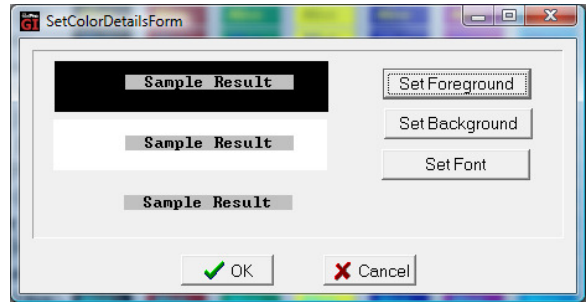 SetColorDetailsForm
Sample Result
Set Foreground
Sample Result
Set Background
Set Font
Sample Result
OK
Cancel